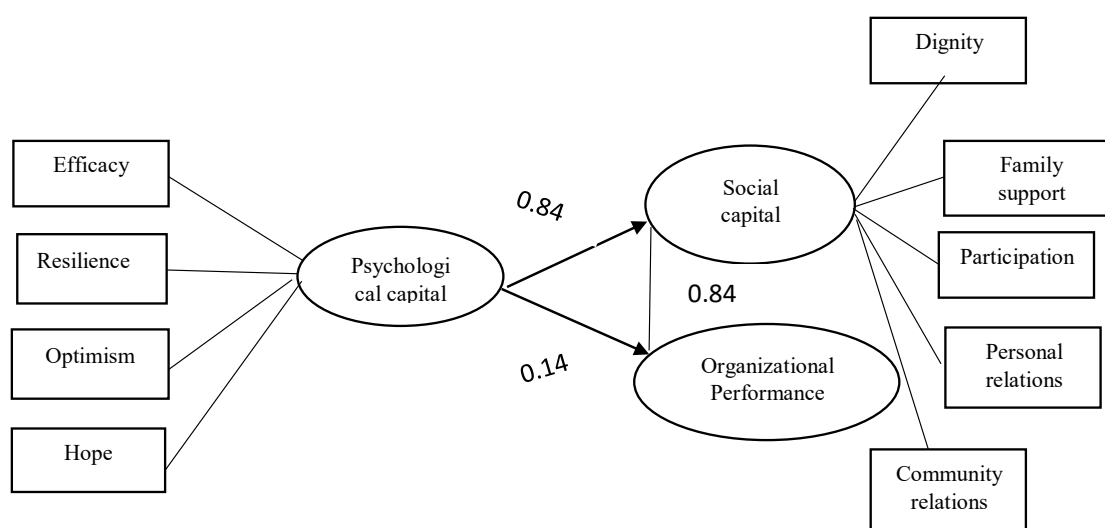 Efficacy
Resilience
Optimism
Hope
Psychologi
cal capital
0.84
0.14
Social
capital
0.84
Organizational
Performance
Dignity
Family
support
Participation
Personal
relations
Community
relations